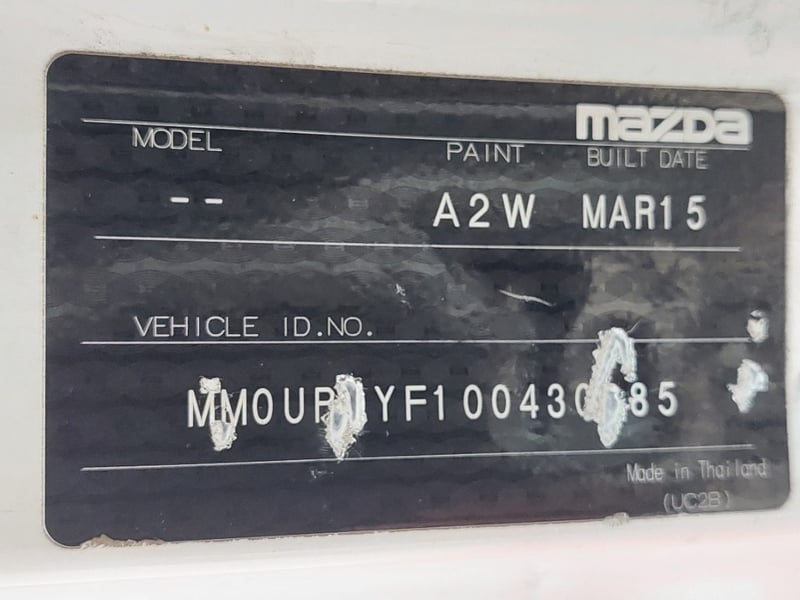 mazda
MODEL PAINT BUILT DATE
-- A2W MAR15
VEHICLE ID.NO.
Made in Thailand
(UC2B)